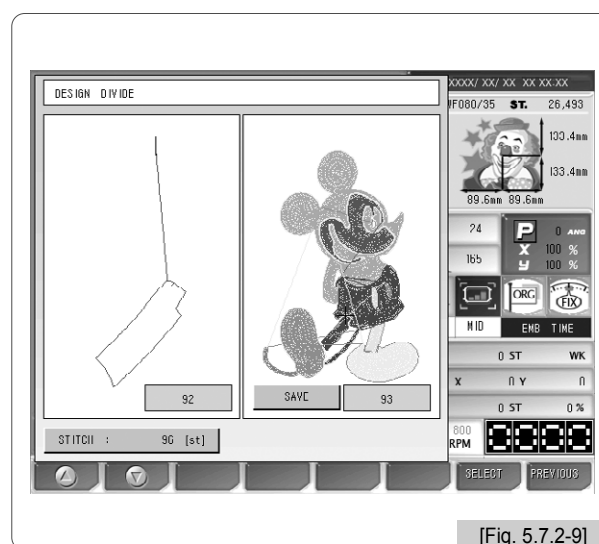 XXXX/ XX/ XX XX XX:XX
DESIGN DIVIDE
F080/35 ST. 26,493
133.4mm
133.4mm
89.6mm 89.6mm
24
P 0 ANG
X 100 %
Y 100 %
165
ORG FIX
MID EMB TIME
0 ST WK
X 0 Y 0
0 ST 0 %
92
SAVE 93
800
RPM 0000
STITCH : 96 [st]
SELECT PREVIOUS
[Fig. 5.7.2-9]